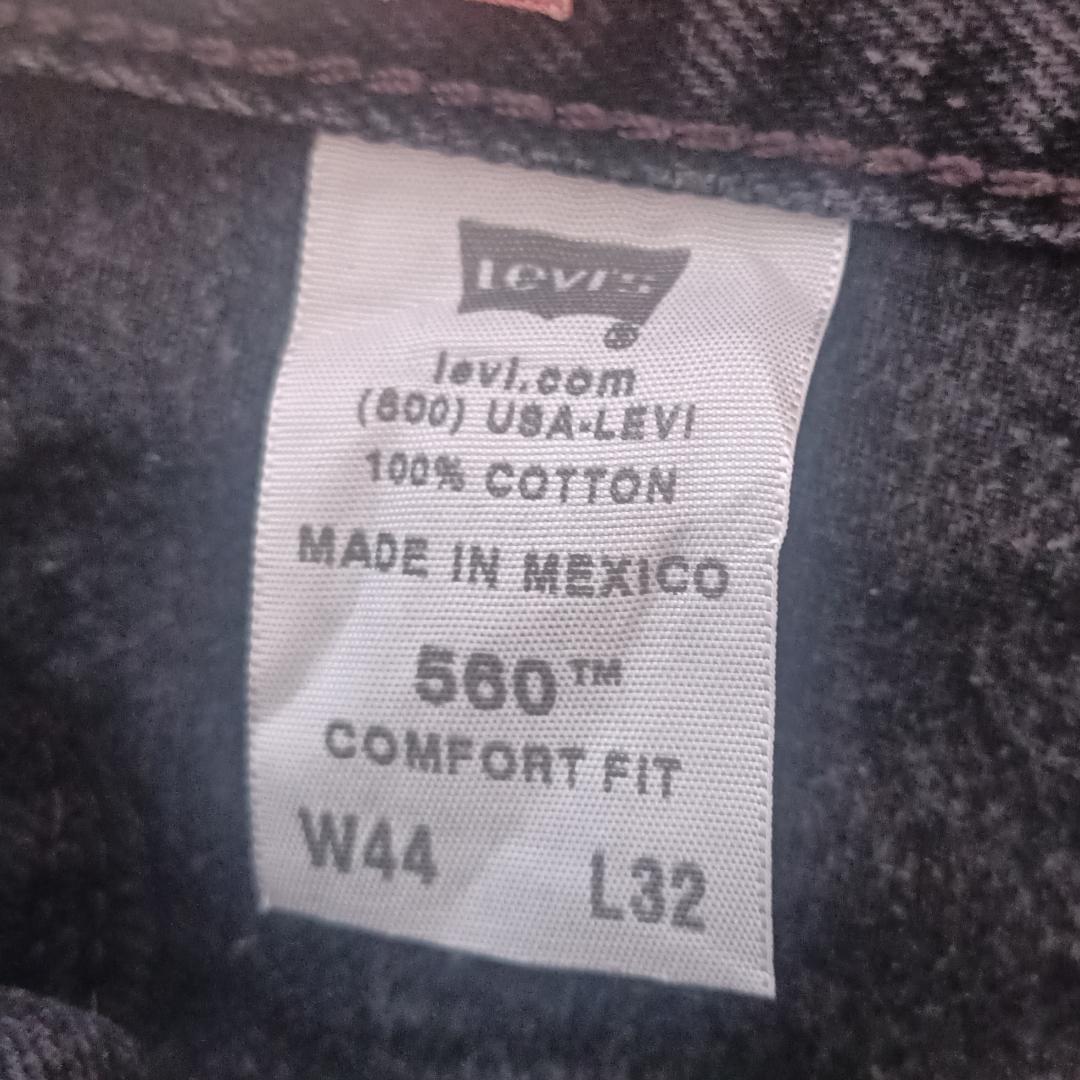 Levi's
®
levi.com
(800) USA-LEVI
100% COTTON
MADE IN MEXICO
560™
COMFORT FIT
W44 L32